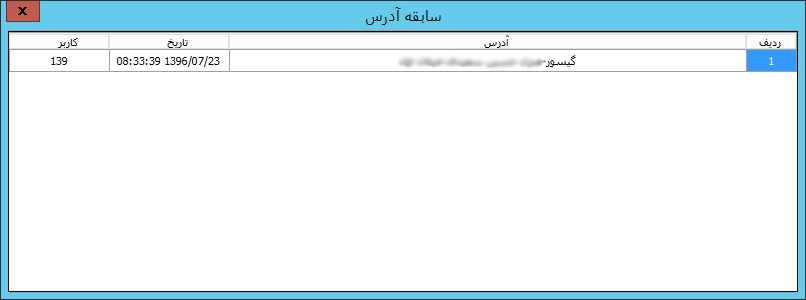 سابقه آدرس
x
ردیف آدرس تاریخ کاربر
1 گیسور- 1396/07/23 08:33:39 139